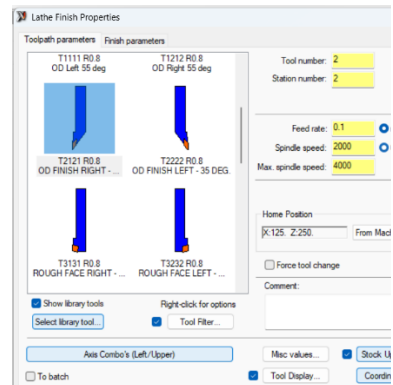 Lathe Finish Properties
Toolpath parameters Finish parameters
T1111 R0.8
OD Left 55 deg
T1212 R0.8
OD Right 55 deg
T2121 R0.8
OD FINISH RIGHT - ...
T2222 R0.8
OD FINISH LEFT - 35 DEG.
T3131 R0.8
ROUGH FACE RIGHT - ...
T3232 R0.8
ROUGH FACE LEFT - ...
Show library tools
Right-click for options
Select library tool...
Tool Filter...
Axis Combo's (Left/Upper)
To batch
Tool number: 2
Station number: 2
Feed rate: 0.1
Spindle speed: 2000
Max. spindle speed: 4000
Home Position
X:125. Z:250.
From Mac
Force tool change
Comment:
Misc values...
Stock Up
Tool Display...
Coordin